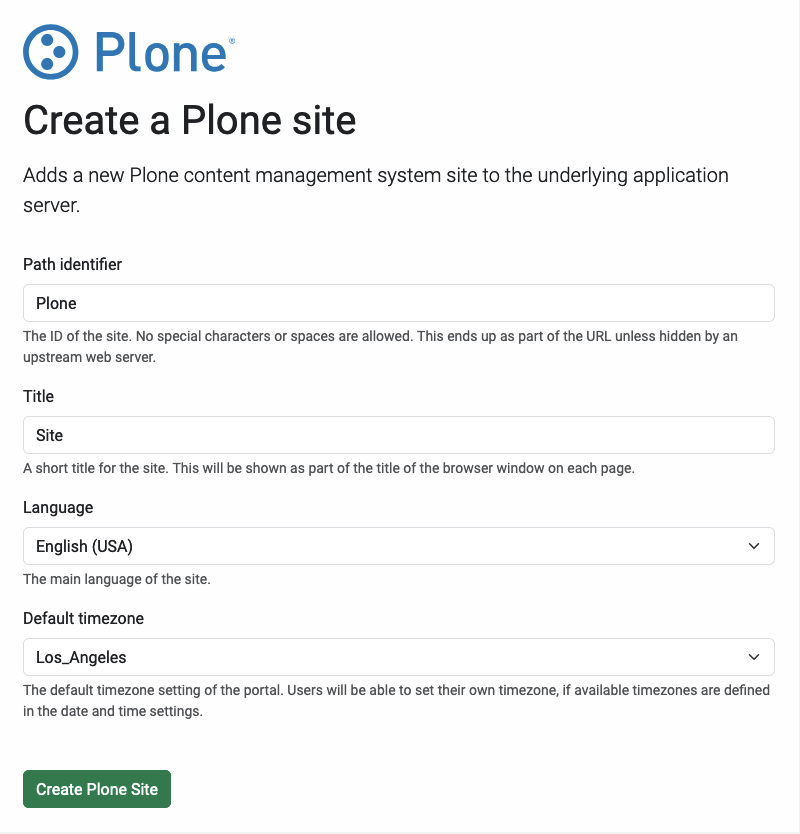 Plone®
Create a Plone site
Adds a new Plone content management system site to the underlying application
server.
Path identifier
Plone
The ID of the site. No special characters or spaces are allowed. This ends up as part of the URL unless hidden by an
upstream web server.
Title
Site
A short title for the site. This will be shown as part of the title of the browser window on each page.
Language
English (USA)
The main language of the site.
Default timezone
Los_Angeles
The default timezone setting of the portal. Users will be able to set their own timezone, if available timezones are defined
in the date and time settings.
Create Plone Site